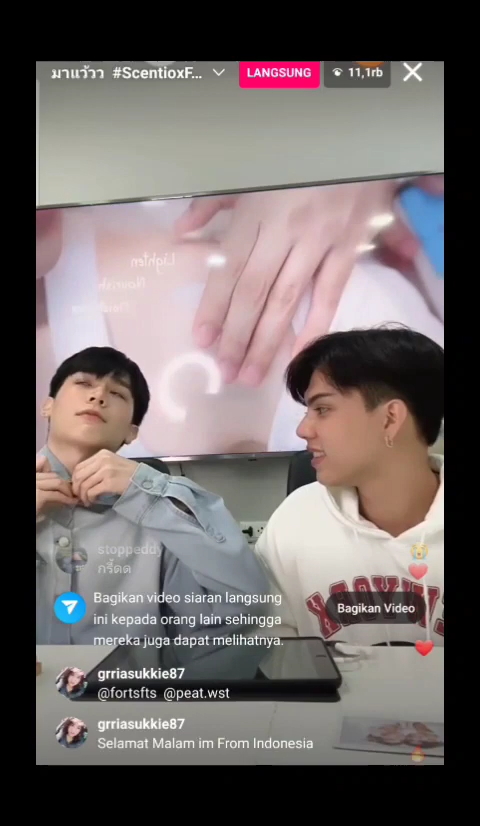 มาแว้วว #ScentioxF...
LANGSUNG
11,1rb
Lighten
Nourish
stoppeddy
กรี้ดด
Bagikan video siaran langsung
ini kepada orang lain sehingga
mereka juga dapat melihatnya.
Bagikan Video
grriasukkie87
@fortsfts @peat.wst
grriasukkie87
Selamat Malam im From Indonesia